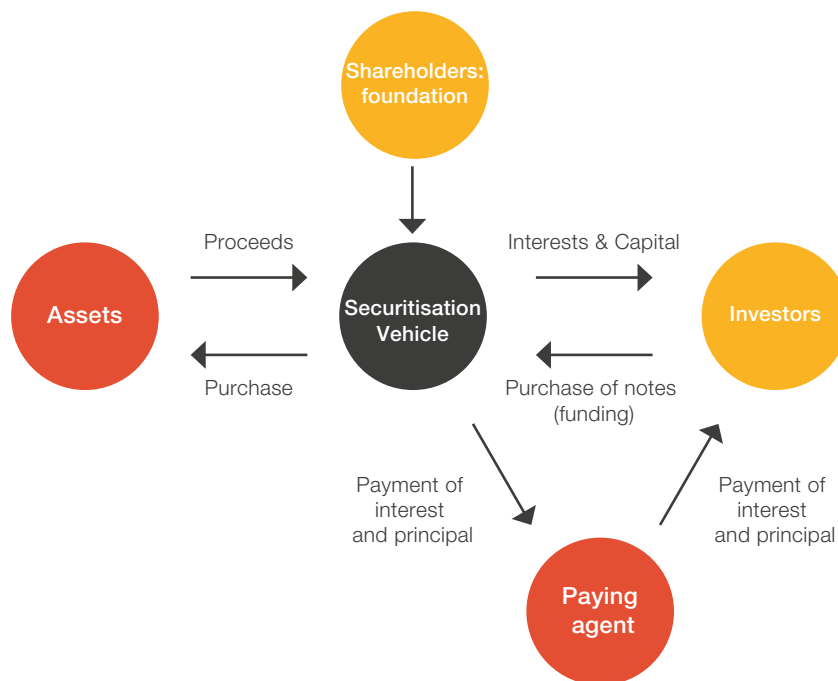 Shareholders:
foundation
Proceeds
Interests & Capital
Assets
Securitisation
Vehicle
Investors
Purchase
Purchase of notes
(funding)
Payment of
interest
and principal
Payment of
interest
and principal
Paying
agent